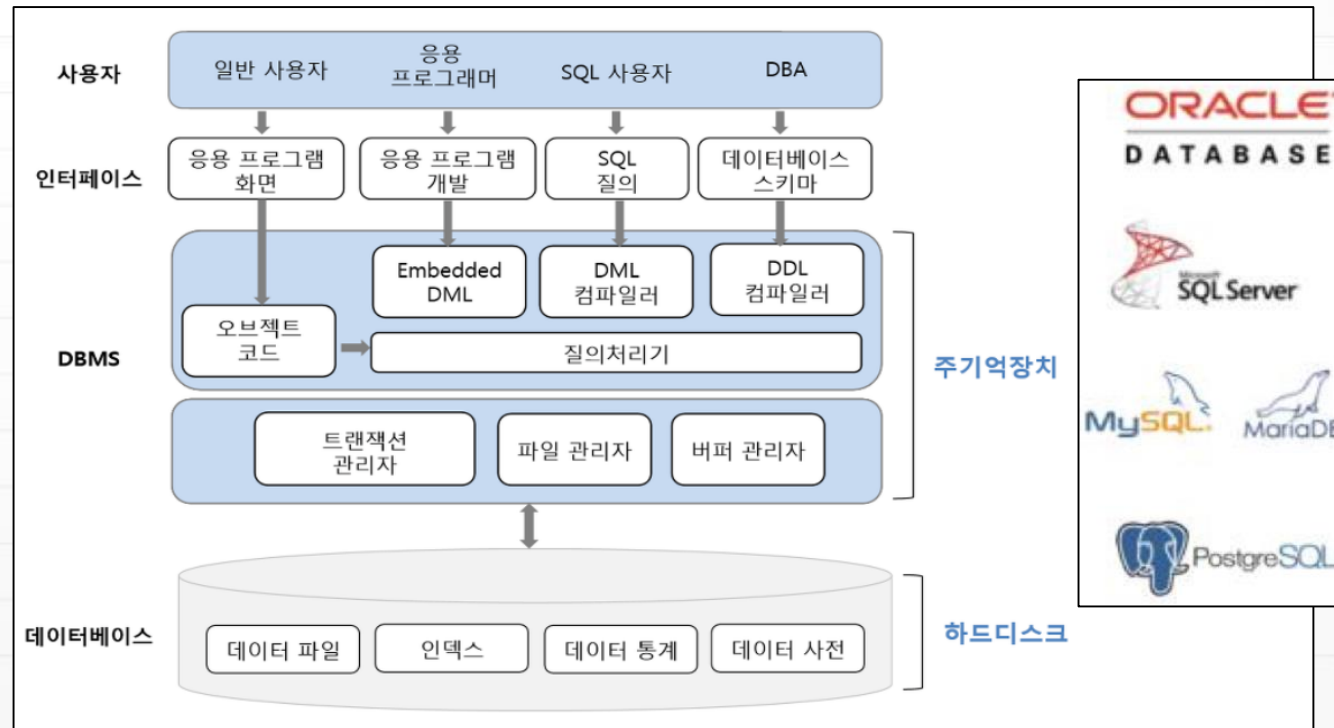 사용자
일반 사용자
응용
프로그래머
SQL 사용자
DBA
인터페이스
응용 프로그램
화면
응용 프로그램
개발
SQL
질의
데이터베이스
스키마
DBMS
Embedded
DML
DML
컴파일러
DDL
컴파일러
오브젝트
코드
질의처리기
트랜잭션
관리자
파일 관리자
버퍼 관리자
주기억장치
데이터베이스
데이터 파일
인덱스
데이터 통계
데이터 사전
하드디스크
ORACLE
DATABASE
Microsoft
SQL Server
MySQL
MariaDB
PostgreSQL